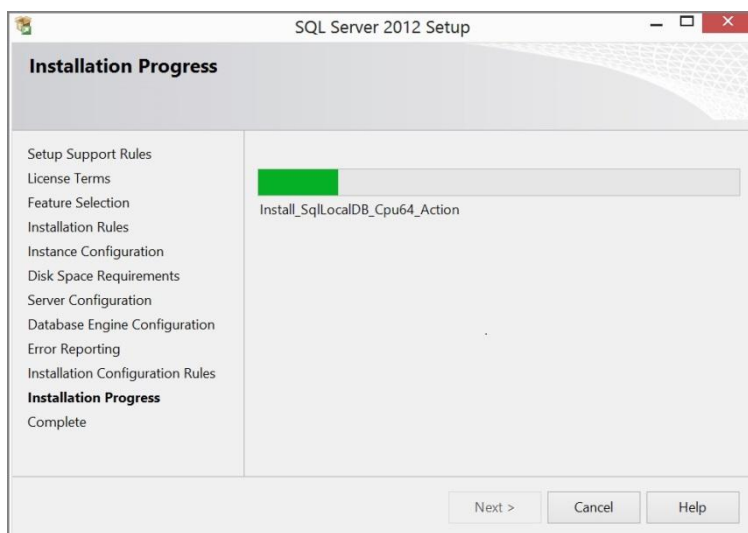 SQL Server 2012 Setup
Installation Progress
Setup Support Rules
License Terms
Feature Selection
Installation Rules
Instance Configuration
Disk Space Requirements
Server Configuration
Database Engine Configuration
Error Reporting
Installation Configuration Rules
Installation Progress
Complete
Install_SqlLocalDB_Cpu64_Action
Next >
Cancel
Help